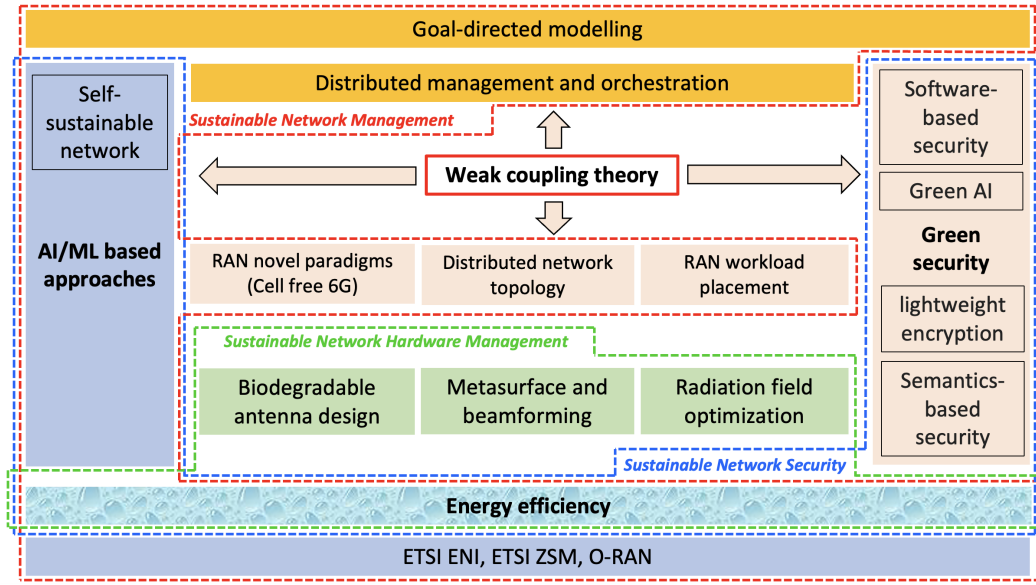 Goal-directed modelling
Self-
sustainable
network
Distributed management and orchestration
Software-
based
security
Sustainable Network Management
Weak coupling theory
Green AI
AI/ML based
approaches
Green
security
RAN novel paradigms
(Cell free 6G)
Distributed network
topology
RAN workload
placement
lightweight
encryption
Sustainable Network Hardware Management
Biodegradable
antenna design
Metasurface and
beamforming
Radiation field
optimization
Semantics-
based
security
Sustainable Network Security
Energy efficiency
ETSI ENI, ETSI ZSM, O-RAN